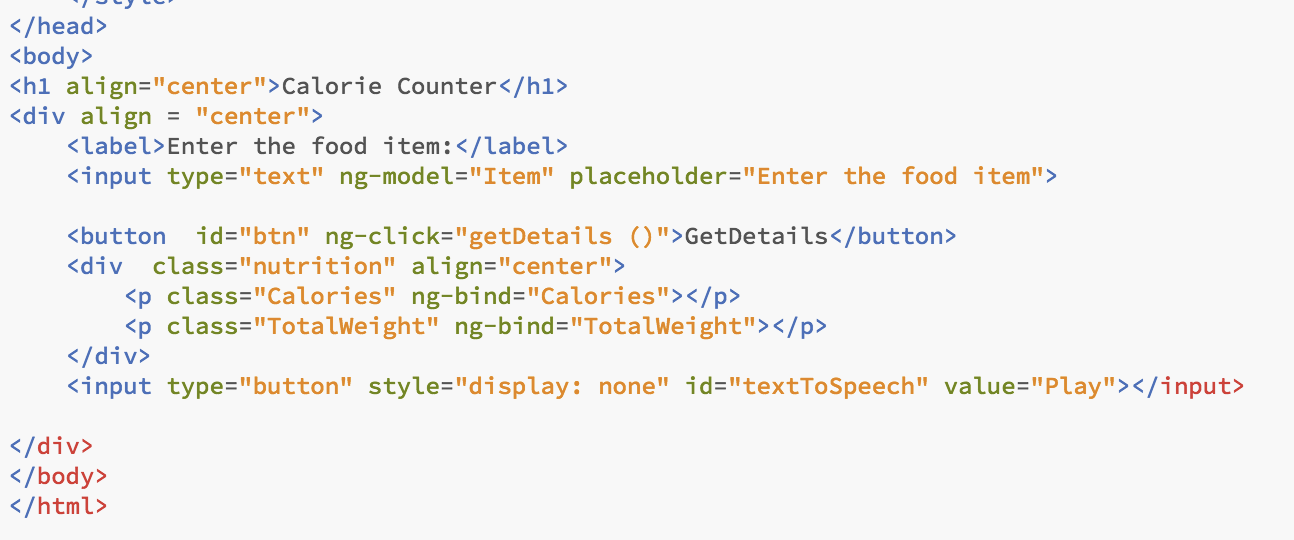 </style>
</head>
<body>
<h1 align="center">Calorie Counter</h1>
<div align = "center">
    <label>Enter the food item:</label>
    <input type="text" ng-model="Item" placeholder="Enter the food item">

    <button  id="btn" ng-click="getDetails ()">GetDetails</button>
    <div  class="nutrition" align="center">
        <p class="Calories" ng-bind="Calories"></p>
        <p class="TotalWeight" ng-bind="TotalWeight"></p>
    </div>
    <input type="button" style="display: none" id="textToSpeech" value="Play"></input>

</div>
</body>
</html>